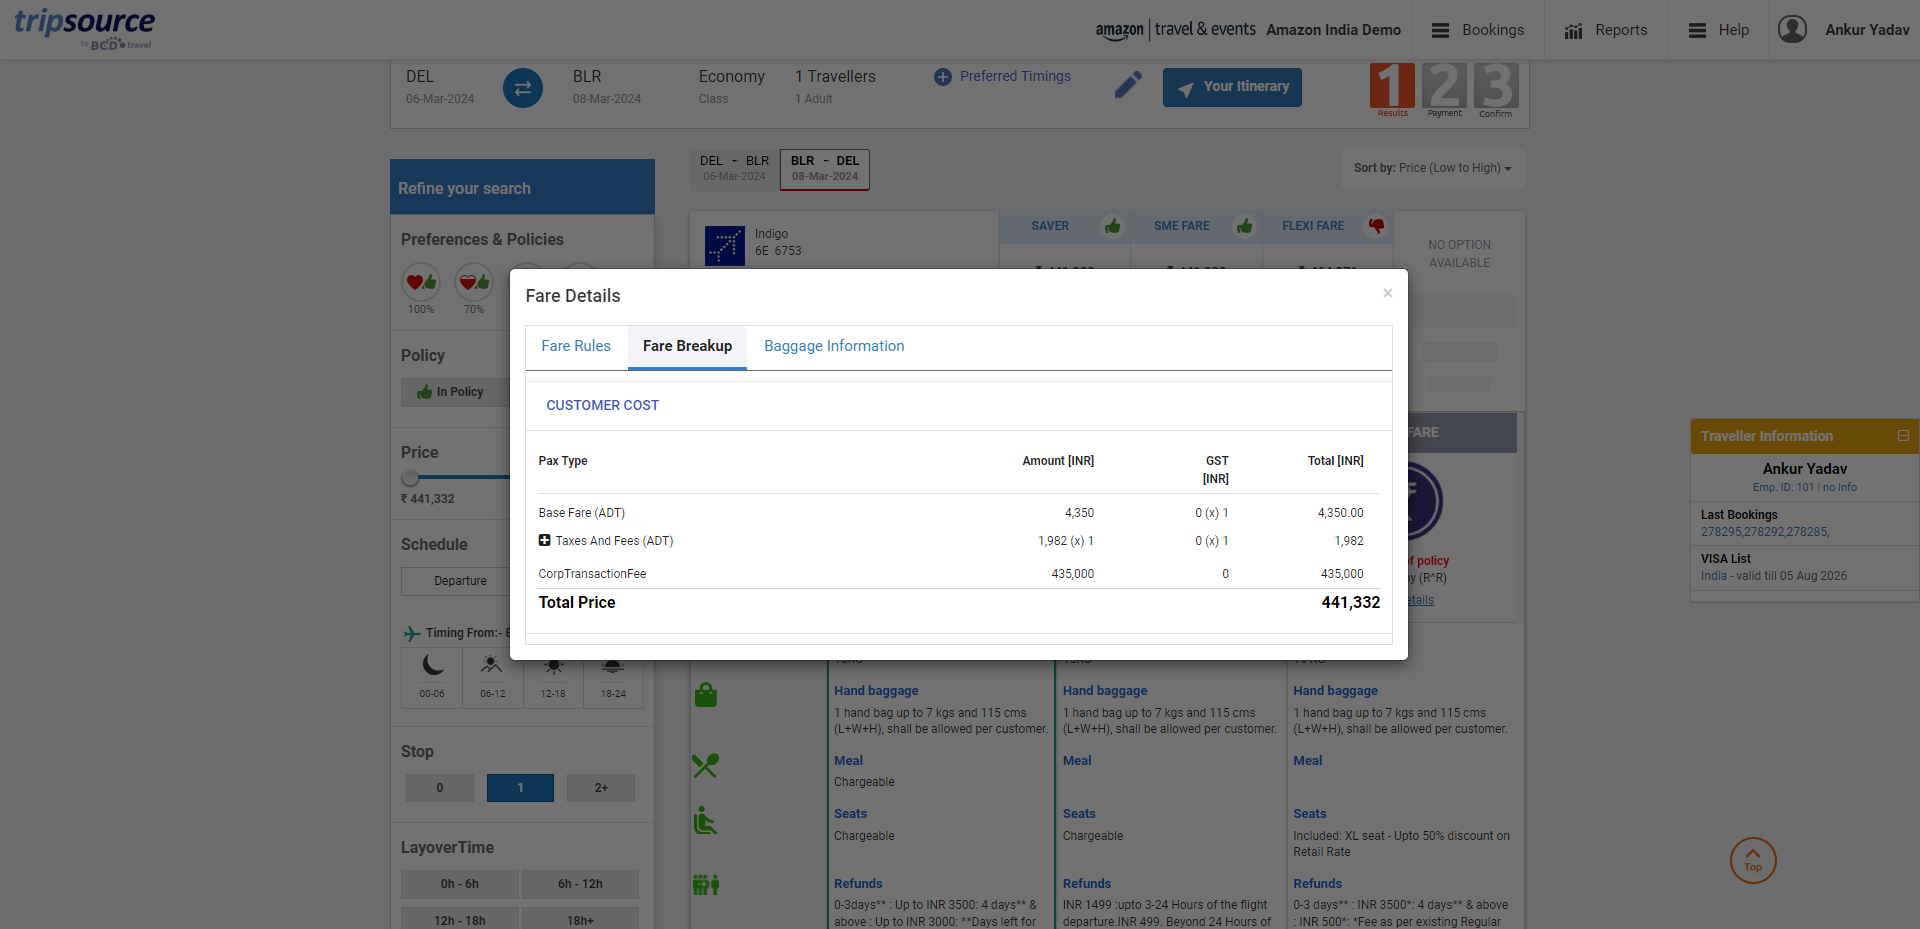 tripsource
by BCD travel
amazon | travel & events
Amazon India Demo
Bookings
Reports
Help
Ankur Yadav
DEL
06-Mar-2024
BLR
08-Mar-2024
Economy
Class
1 Travellers
1 Adult
Preferred Timings
Your Itinerary
1 2 3
Results
Payment
Confirm
DEL - BLR
06-Mar-2024
BLR - DEL
08-Mar-2024
Sort by: Price (Low to High)
Refine your search
Preferences & Policies
100%
70%
Policy
In Policy
Price
₹ 441,332
Schedule
Departure
Timing From:-
00-06
06-12
12-18
18-24
Stop
0
1
2+
LayoverTime
0h - 6h
6h - 12h
12h - 18h
18h+
Indigo
6E 6753
SAVER
SME FARE
FLEXI FARE
NO OPTION
AVAILABLE
Fare Details
×
Fare Rules
Fare Breakup
Baggage Information
CUSTOMER COST
Pax Type
Amount [INR]
GST
[INR]
Total [INR]
Base Fare (ADT) 4,350 0 (x) 1 4,350.00
Taxes And Fees (ADT) 1,982 (x) 1 0 (x) 1 1,982
CorpTransactionFee 435,000 0 435,000
Total Price 441,332
FARE
of policy
(R^R)
Hand baggage
1 hand bag up to 7 kgs and 115 cms
(L+W+H), shall be allowed per customer.
Meal
Chargeable
Seats
Chargeable
Refunds
0-3days** : Up to INR 3500: 4 days** &
above : Up to INR 3000: **Days left for
Hand baggage
1 hand bag up to 7 kgs and 115 cms
(L+W+H), shall be allowed per customer.
Meal
Seats
Chargeable
Refunds
INR 1499 :upto 3-24 Hours of the flight
departure.INR 499. Beyond 24 Hours of
Hand baggage
1 hand bag up to 7 kgs and 115 cms
(L+W+H), shall be allowed per customer.
Meal
Seats
Included: XL seat - Upto 50% discount on
Retail Rate
Refunds
0-3 days** : INR 3500*: 4 days** & above
: INR 500*: *Fee as per existing Regular
Traveller Information
Ankur Yadav
Emp. ID: 101 | no Info
Last Bookings
278295,278292,278285,
VISA List
India - valid till 05 Aug 2026
Top